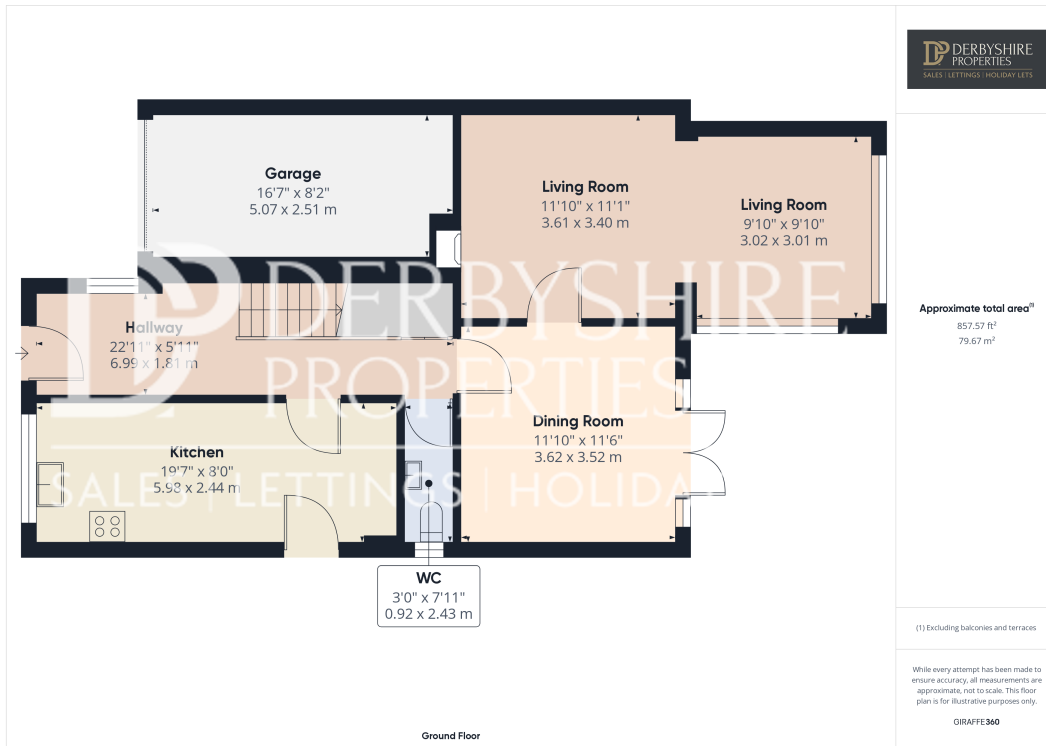 DERBYSHIRE
PROPERTIES
SALES | LETTINGS | HOLIDAY LETS
Garage
16'7" x 8'2"
5.07 x 2.51 m
Living Room
11'10" x 11'1"
3.61 x 3.40 m
Living Room
9'10" x 9'10"
3.02 x 3.01 m
Hallway
22'11" x 5'11"
6.99 x 1.81 m
Kitchen
19'7" x 8'0"
5.98 x 2.44 m
Dining Room
11'10" x 11'6"
3.62 x 3.52 m
WC
3'0" x 7'11"
0.92 x 2.43 m
DERBYSHIRE
PROPERTIES
SALES | LETTINGS | HOLIDA
Ground Floor
Approximate total area⁽¹⁾
857.57 ft²
79.67 m²
(1) Excluding balconies and terraces
While every attempt has been made to
ensure accuracy, all measurements are
approximate, not to scale. This floor
plan is for illustrative purposes only.
GIRAFFE360